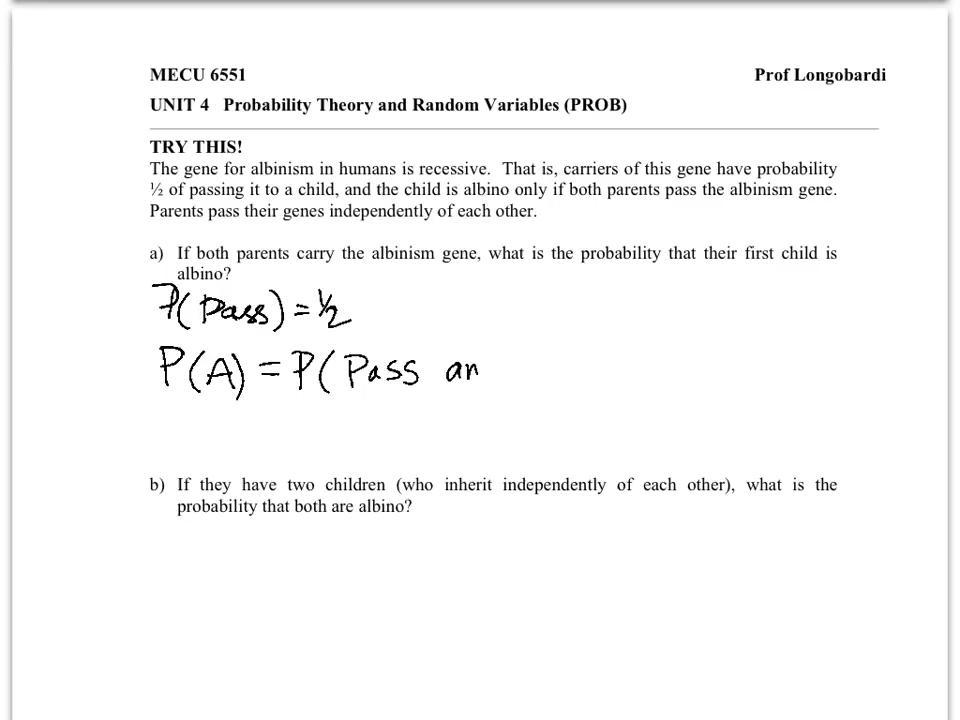 MECU 6551 Prof Longobardi
UNIT 4 Probability Theory and Random Variables (PROB)
TRY THIS!
The gene for albinism in humans is recessive. That is, carriers of this gene have probability
½ of passing it to a child, and the child is albino only if both parents pass the albinism gene.
Parents pass their genes independently of each other.
a) If both parents carry the albinism gene, what is the probability that their first child is
albino?
P(Pass) = ½
P(A) = P(Pass an
b) If they have two children (who inherit independently of each other), what is the
probability that both are albino?